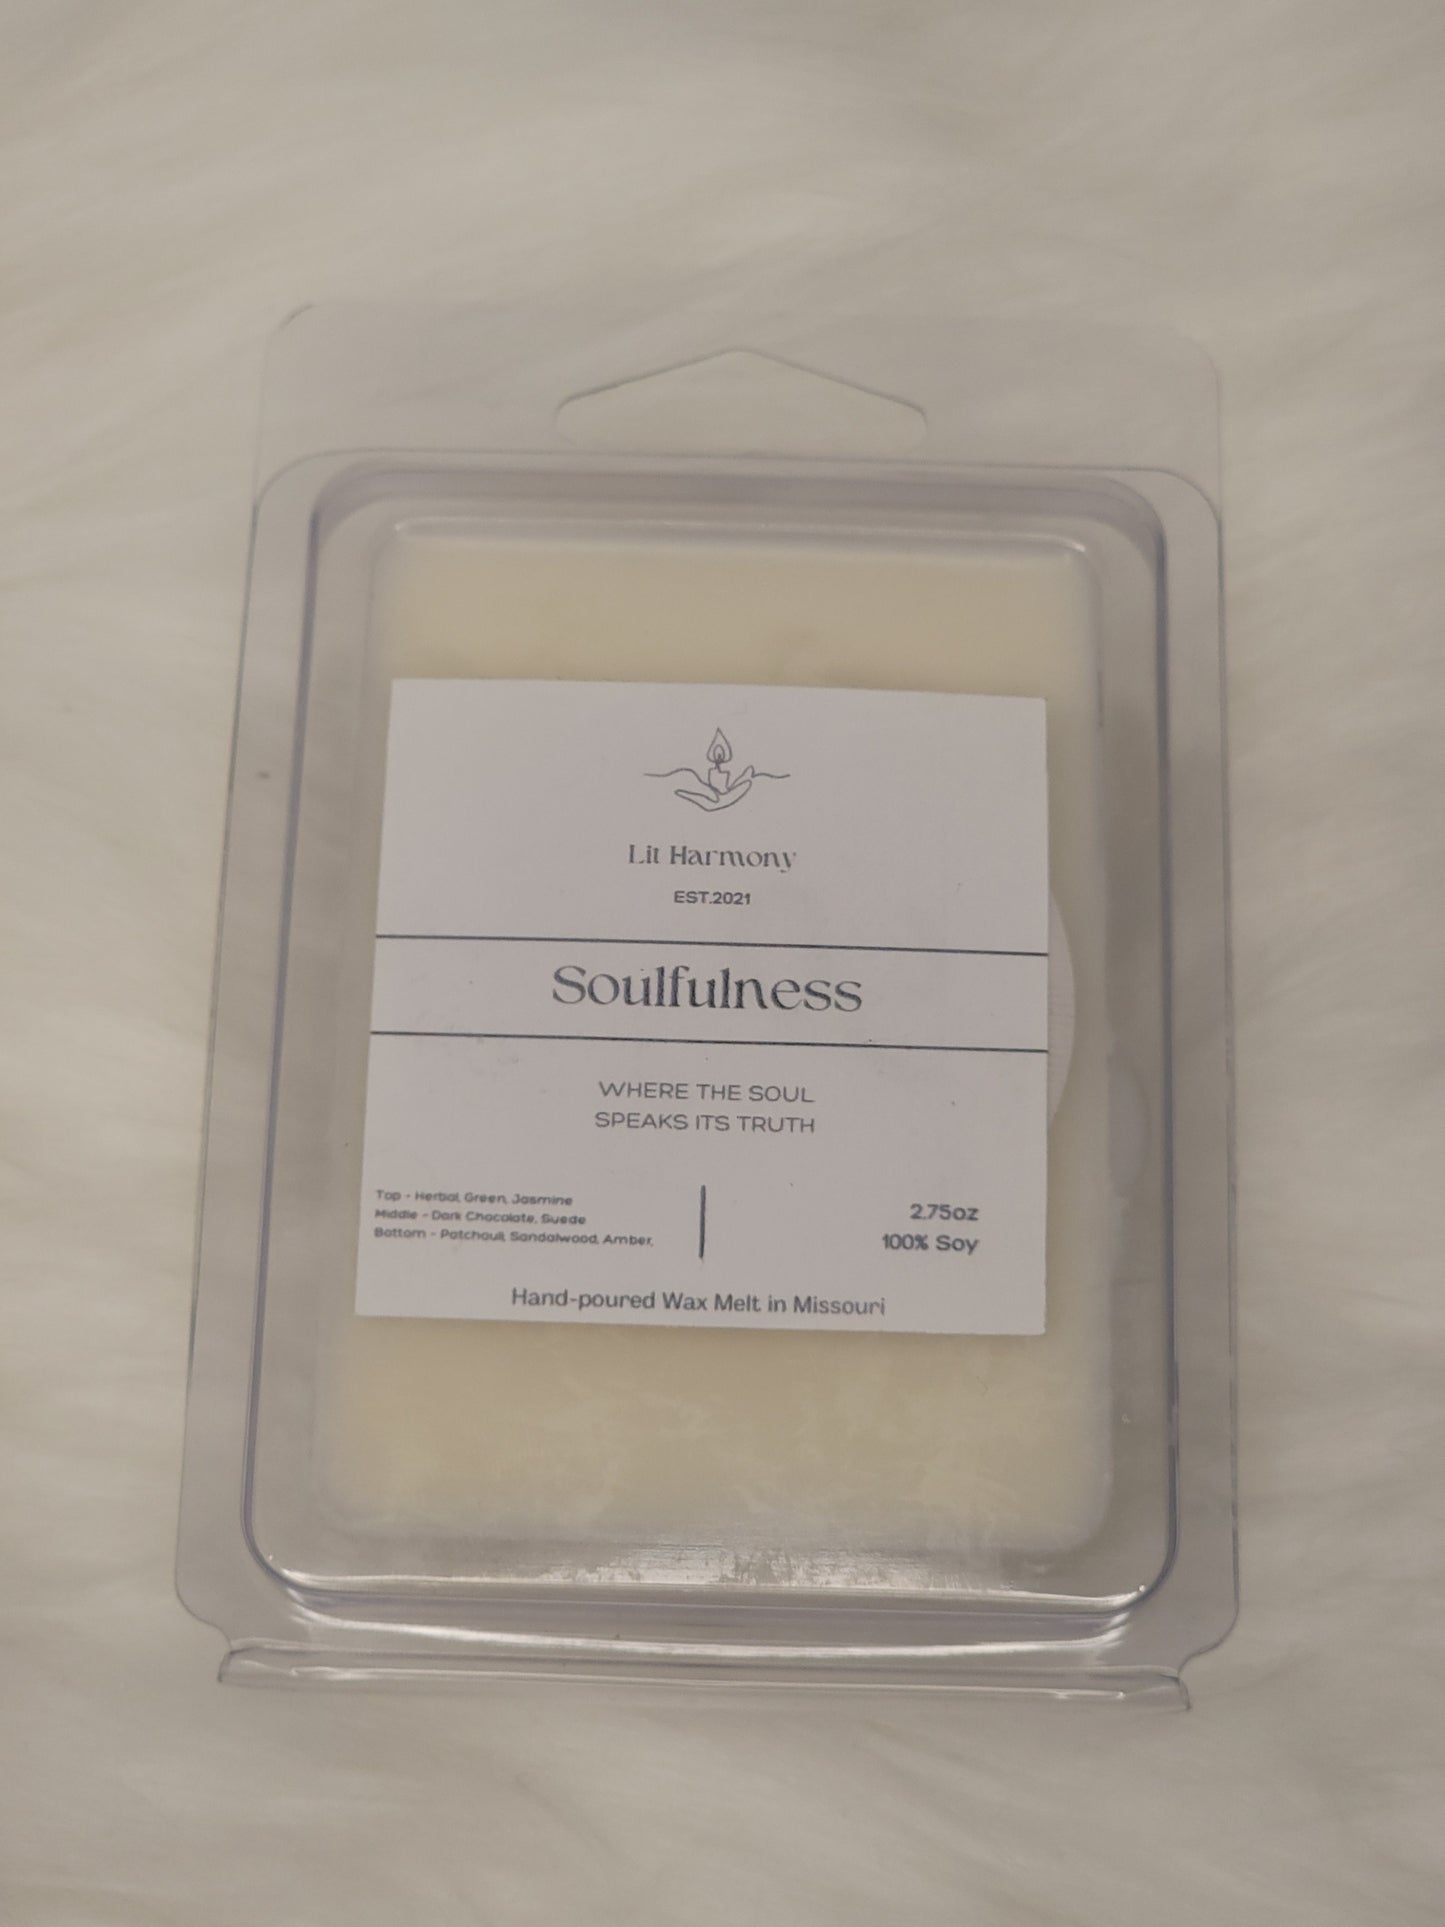 Lit Harmony
EST.2021
Soulfulness
WHERE THE SOUL
SPEAKS ITS TRUTH
Top - Herbal, Green, Jasmine
Middle - Dark Chocolate, Suede
Bottom - Patchouli, Sandalwood, Amber,
2.75oz
100% Soy
Hand-poured Wax Melt in Missouri